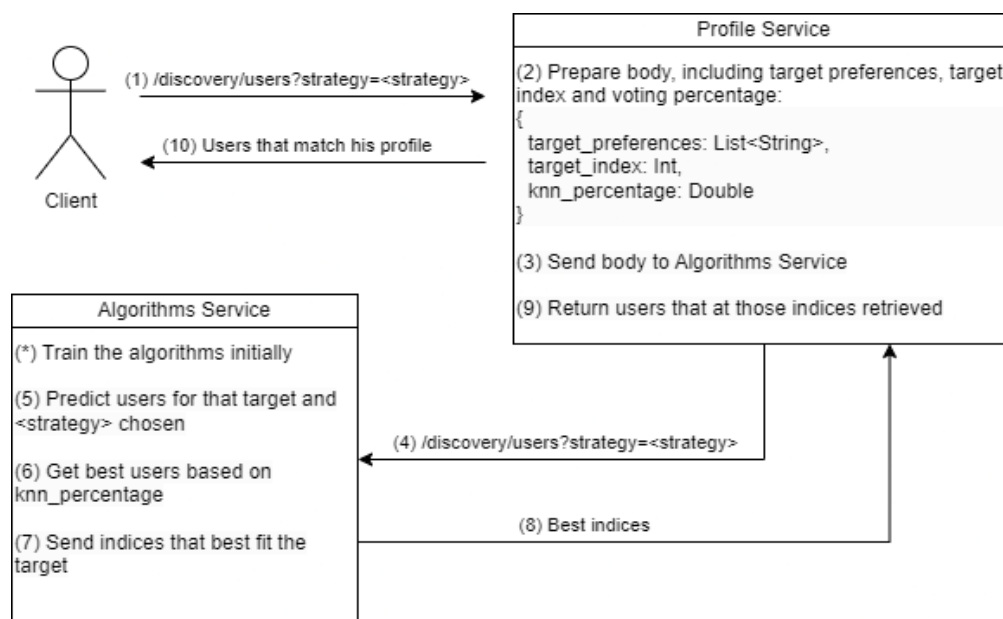 Profile Service
(1) /discovery/users?strategy=<strategy>
(2) Prepare body, including target preferences, target
index and voting percentage:
{
target_preferences: List<String>,
target_index: Int,
knn_percentage: Double
}
(10) Users that match his profile
Client
(3) Send body to Algorithms Service
(9) Return users that at those indices retrieved
Algorithms Service
(*) Train the algorithms initially
(5) Predict users for that target and
<strategy> chosen
(6) Get best users based on
knn_percentage
(7) Send indices that best fit the
target
(4) /discovery/users?strategy=<strategy>
(8) Best indices